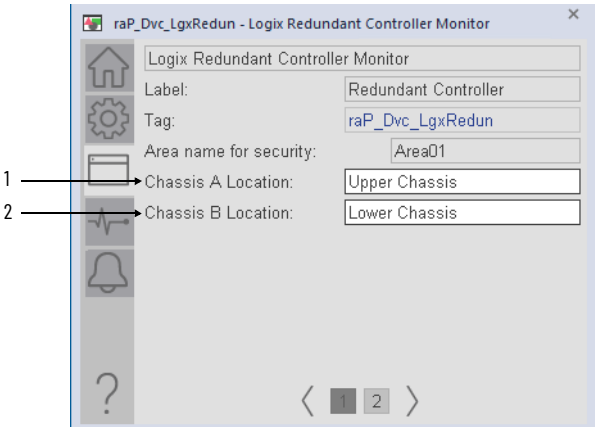 raP_Dvc_LgxRedun - Logix Redundant Controller Monitor
Logix Redundant Controller Monitor
Label: Redundant Controller
Tag: raP_Dvc_LgxRedun
Area name for security: Area01
1 Chassis A Location: Upper Chassis
2 Chassis B Location: Lower Chassis
?
1 2